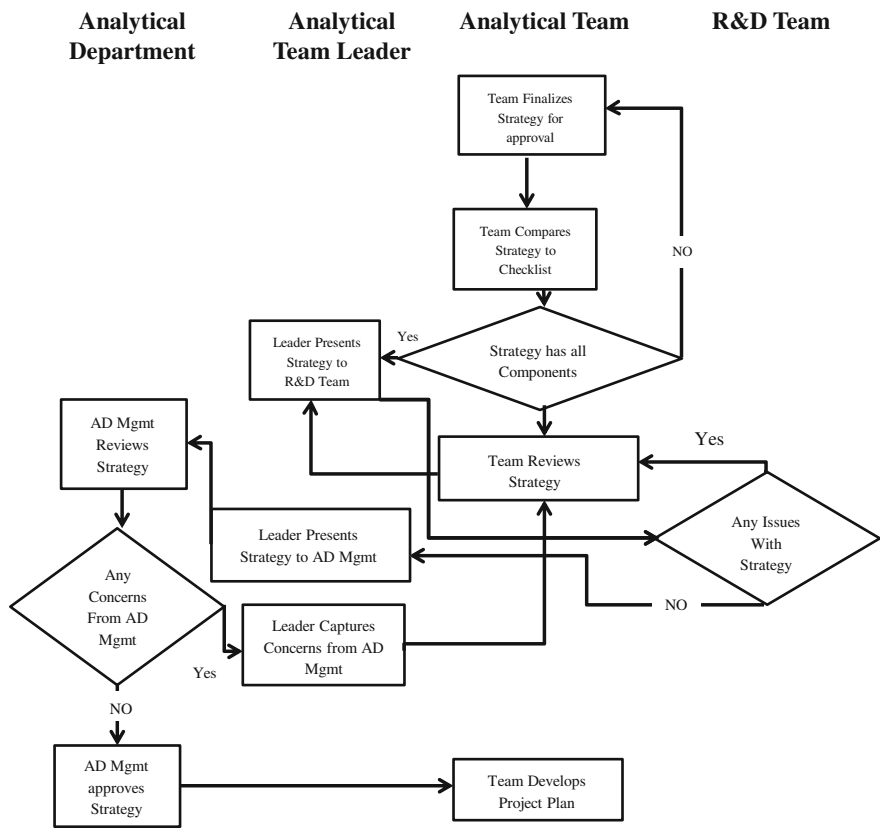 Analytical
Department
Analytical
Team Leader
Analytical Team
R&D Team
Team Finalizes
Strategy for
approval
Team Compares
Strategy to
Checklist
NO
Strategy has all
Components
Yes
Leader Presents
Strategy to
R&D Team
AD Mgmt
Reviews
Strategy
Team Reviews
Strategy
Yes
Any Issues
With
Strategy
Leader Presents
Strategy to AD Mgmt
NO
Any
Concerns
From AD
Mgmt
Yes
Leader Captures
Concerns from AD
Mgmt
NO
AD Mgmt
approves
Strategy
Team Develops
Project Plan